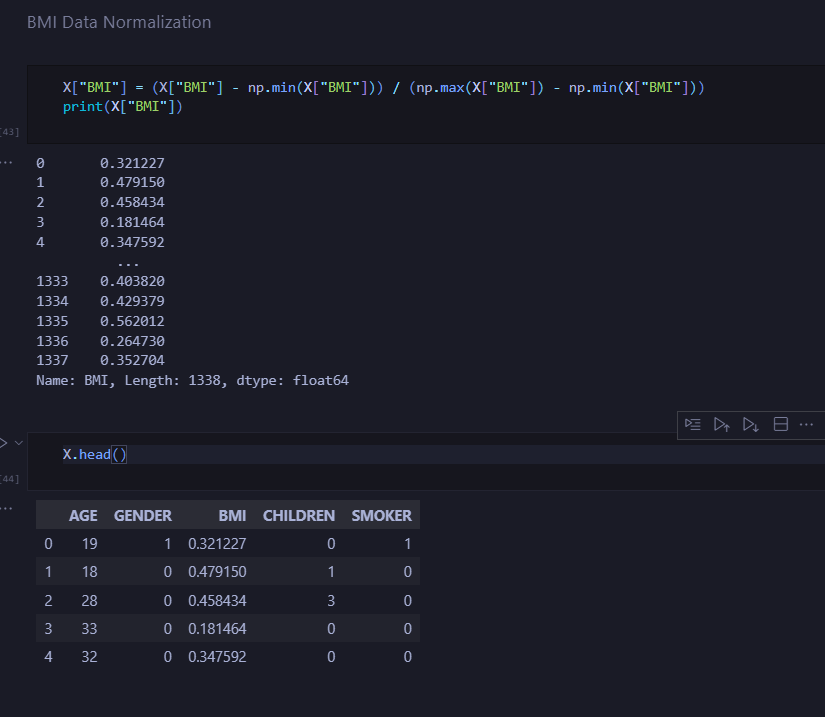 BMI Data Normalization
X["BMI"] = (X["BMI"] - np.min(X["BMI"])) / (np.max(X["BMI"]) - np.min(X["BMI"]))
print(X["BMI"])
[43]
...
0 0.321227
1 0.479150
2 0.458434
3 0.181464
4 0.347592
...
1333 0.403820
1334 0.429379
1335 0.562012
1336 0.264730
1337 0.352704
Name: BMI, Length: 1338, dtype: float64
X.head()
[44]
...
AGE GENDER BMI CHILDREN SMOKER
0 19 1 0.321227 0 1
1 18 0 0.479150 1 0
2 28 0 0.458434 3 0
3 33 0 0.181464 0 0
4 32 0 0.347592 0 0